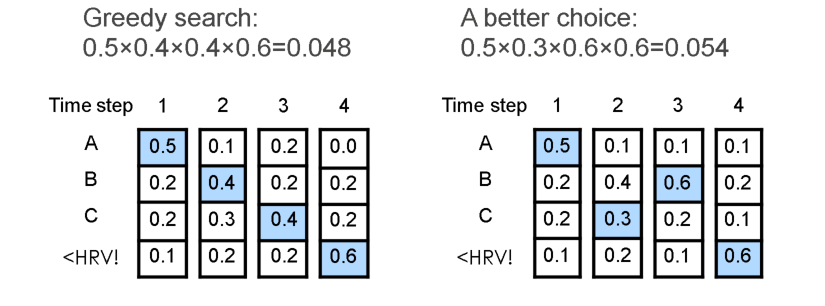 Greedy search:
0.5×0.4×0.4×0.6=0.048
Time step 1 2 3 4
A 0.5 0.1 0.2 0.0
B 0.2 0.4 0.2 0.2
C 0.2 0.3 0.4 0.2
<HRV! 0.1 0.2 0.2 0.6
A better choice:
0.5×0.3×0.6×0.6=0.054
Time step 1 2 3 4
A 0.5 0.1 0.1 0.1
B 0.2 0.4 0.6 0.2
C 0.2 0.3 0.2 0.1
<HRV! 0.1 0.2 0.1 0.6